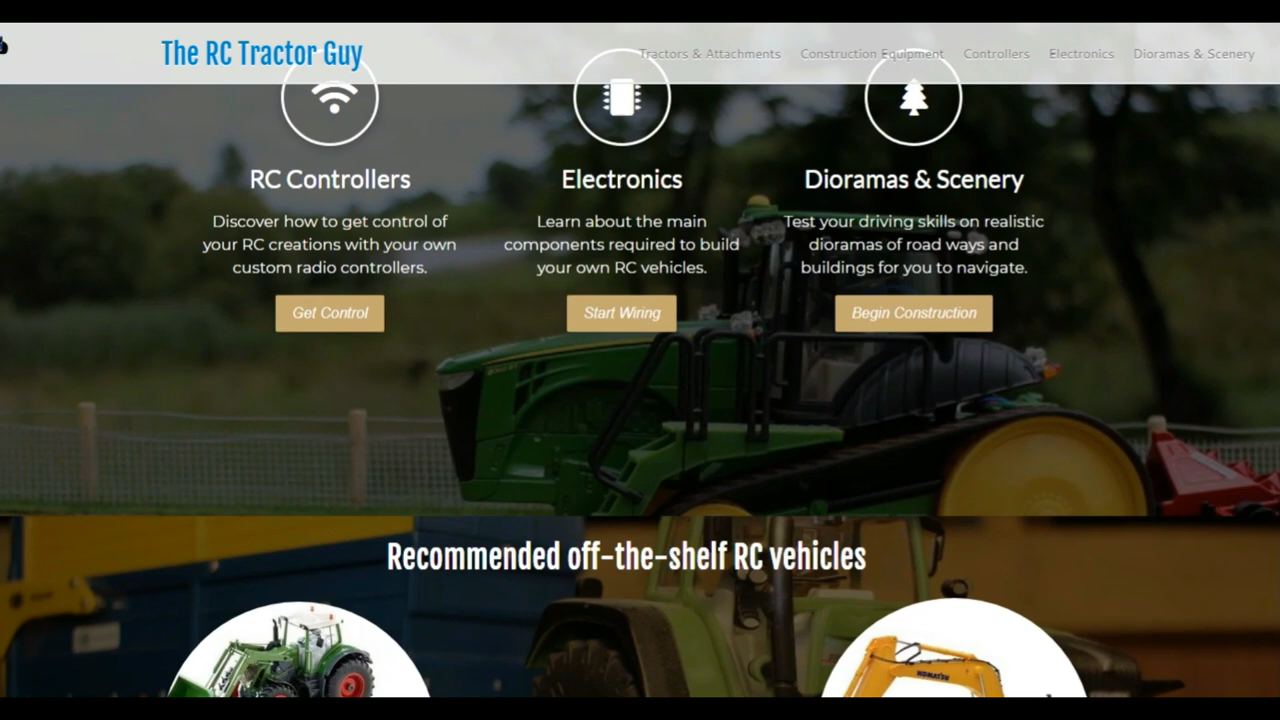 The RC Tractor Guy
Tractors & Attachments Construction Equipment Controllers Electronics Dioramas & Scenery
RC Controllers
Discover how to get control of
your RC creations with your own
custom radio controllers.
Get Control
Electronics
Learn about the main
components required to build
your own RC vehicles.
Start Wiring
Dioramas & Scenery
Test your driving skills on realistic
dioramas of road ways and
buildings for you to navigate.
Begin Construction
Recommended off-the-shelf RC vehicles
KOMATSU